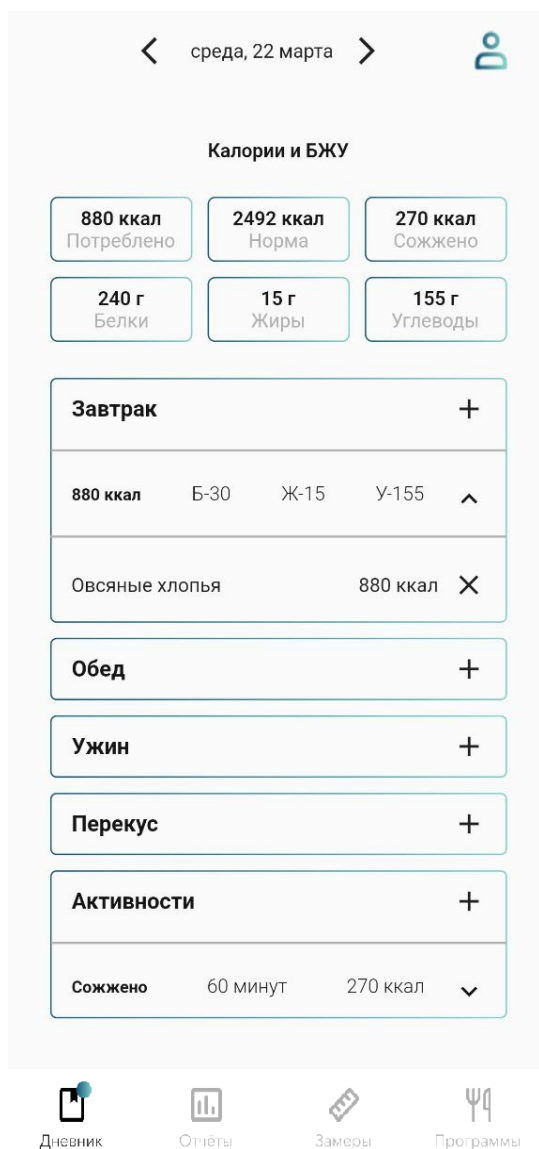 среда, 22 марта
Калории и БЖУ
880 ккал 2492 ккал 270 ккал
Потреблено Норма Сожжено
240 г 15 г 155 г
Белки Жиры Углеводы
Завтрак
880 ккал Б-30 Ж-15 У-155
Овсяные хлопья 880 ккал
Обед
Ужин
Перекус
Активности
Сожжено 60 минут 270 ккал
Дневник Отчёты Замеры Программы